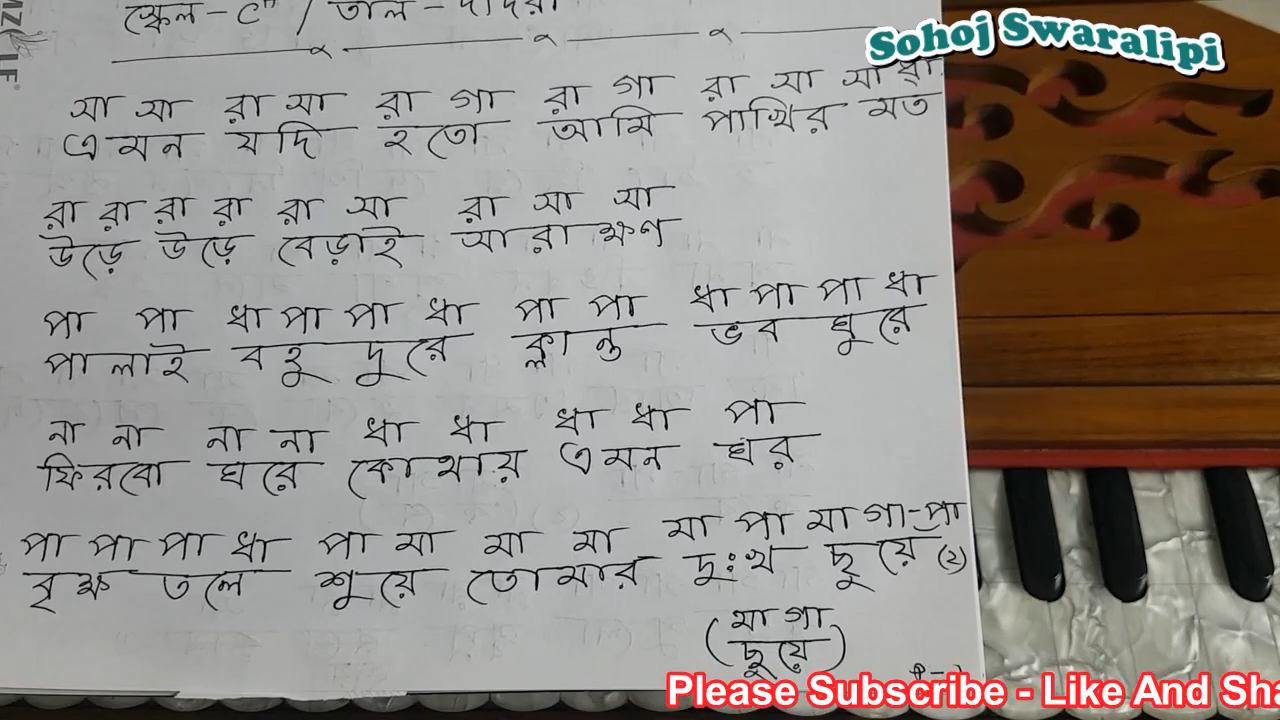 স্কেল - C# / তাল - দাদরা
Sohoj Swaralipi
সা সা রা সা রা গা রা গা রা সা সা ধা
এমন যদি হতো আমি পাখির মত
রা রা রা রা রা সা রা সা সা
উড়ে উড়ে বেড়াই সারাক্ষণ
পা পা ধা পা পা ধা পা পা ধা পা পা ধা
পালাই বহু দুরে ক্লান্ত ভব ঘুরে
না না না না ধা ধা ধা ধা পা
ফিরবো ঘরে কোথায় এমন ঘর
পা পা পা ধা পা মা মা মা মা পা মা গা-রা
বৃক্ষ তলে শুয়ে তোমার দুঃখ ছুয়ে (২)
(মা গা
ছুয়ে)
Please Subscribe - Like And Sha